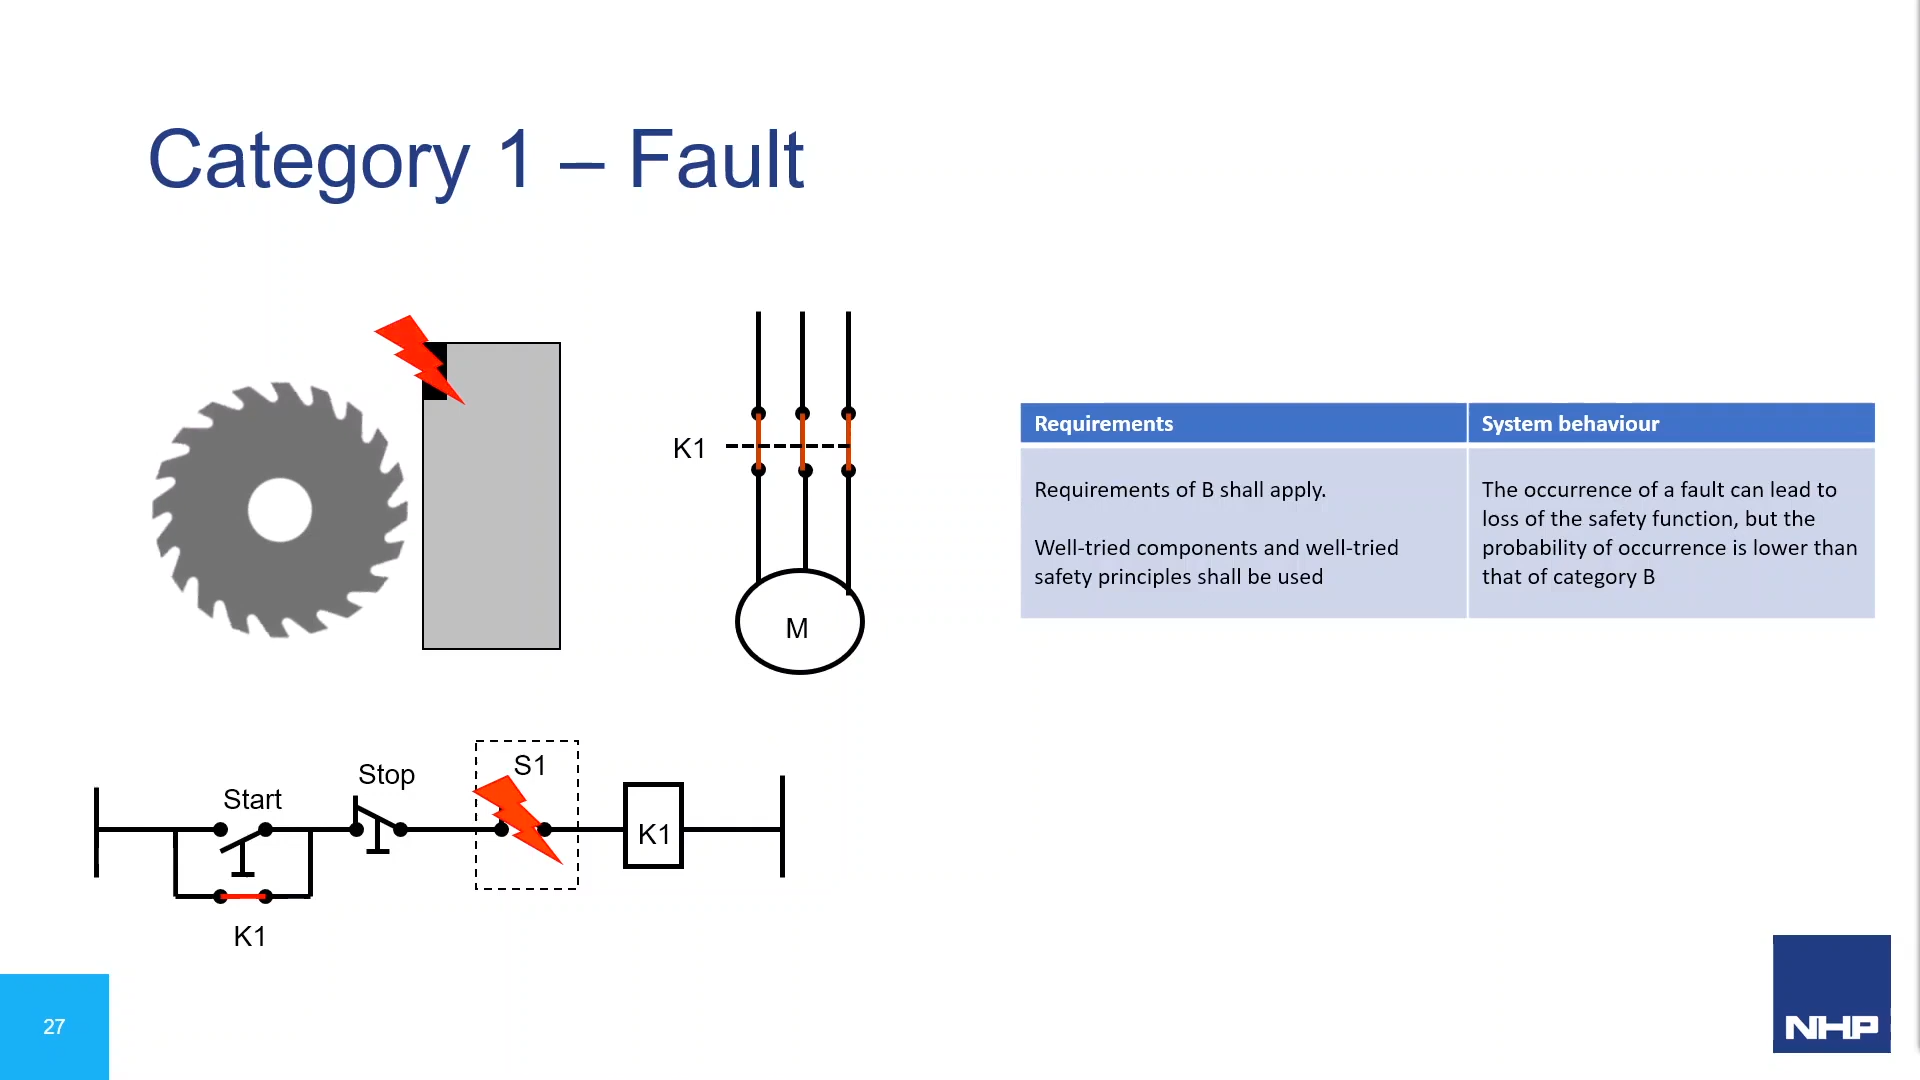 Category 1 – Fault
K1
M
Requirements
System behaviour
Requirements of B shall apply.
Well-tried components and well-tried
safety principles shall be used
The occurrence of a fault can lead to
loss of the safety function, but the
probability of occurrence is lower than
that of category B
Start
Stop
S1
K1
K1
27
NHP